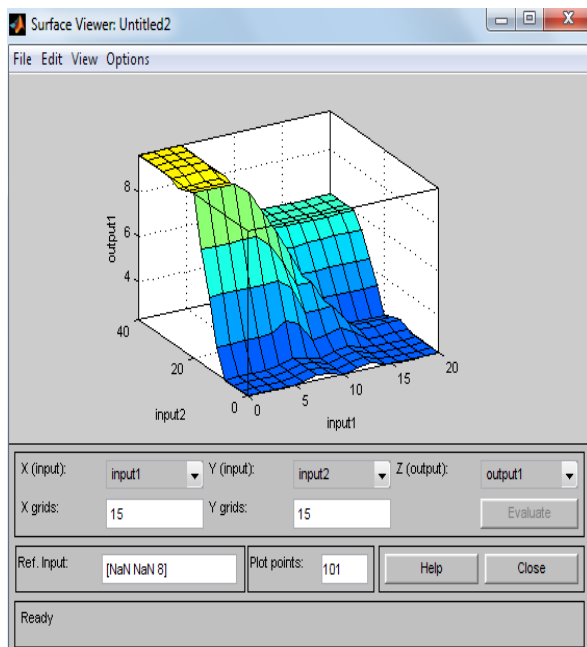 Surface Viewer: Untitled2
File Edit View Options
8
6
4
output1
40
20
0
input2
0
5
10
15
20
input1
X (input): input1 Y (input): input2 Z (output): output1
X grids: 15 Y grids: 15 Evaluate
Ref. Input: [NaN NaN 8] Plot points: 101 Help Close
Ready